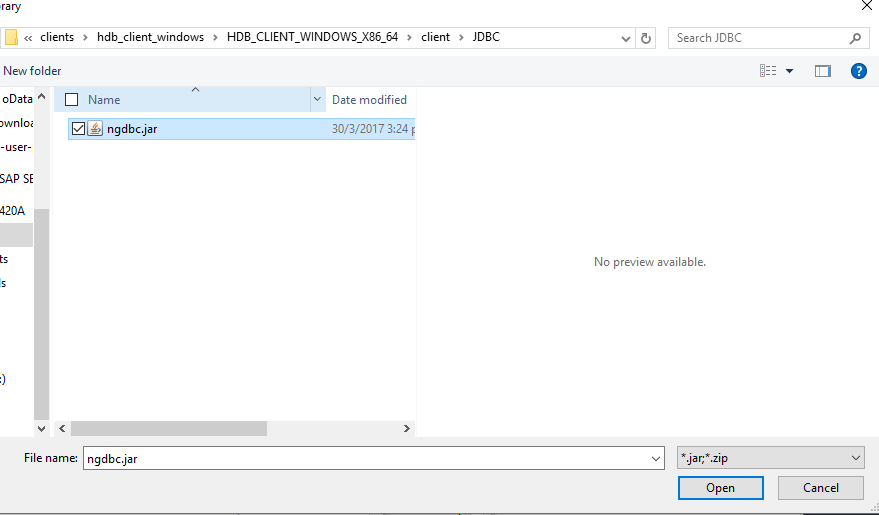 rary
« clients > hdb_client_windows > HDB_CLIENT_WINDOWS_X86_64 > client > JDBC
Search JDBC
New folder
Name
Date modified
oData
ownloa
-user-
SAP SE
420A
ts
ls
:)
ngdbc.jar
30/3/2017 3:24 p
No preview available.
File name:
ngdbc.jar
*.jar;*.zip
Open
Cancel